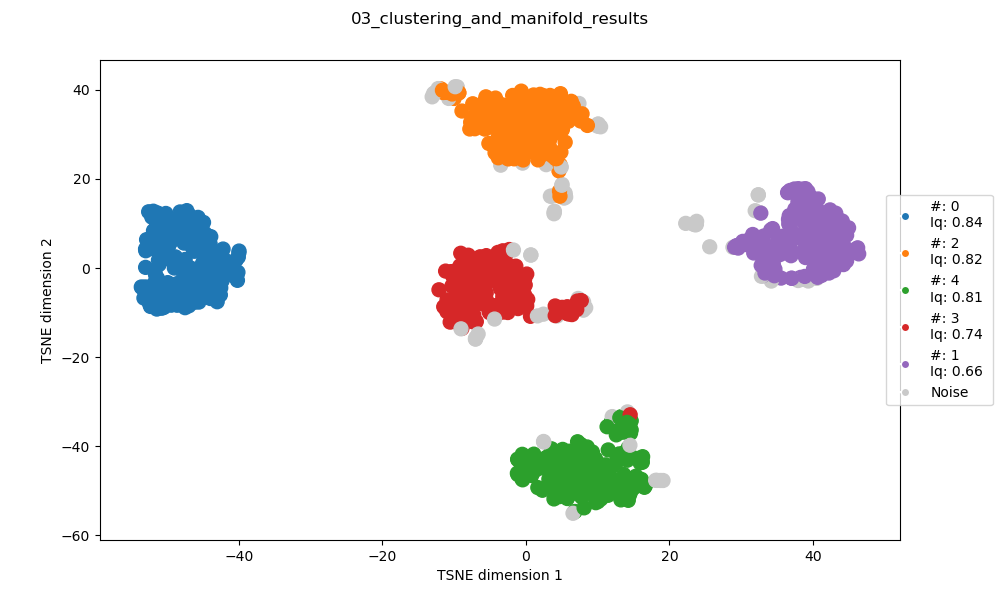 03_clustering_and_manifold_results
40
20
0
−20
−40
−60
TSNE dimension 2
−40
−20
0
20
40
TSNE dimension 1
#: 0
Iq: 0.84
#: 2
Iq: 0.82
#: 4
Iq: 0.81
#: 3
Iq: 0.74
#: 1
Iq: 0.66
Noise